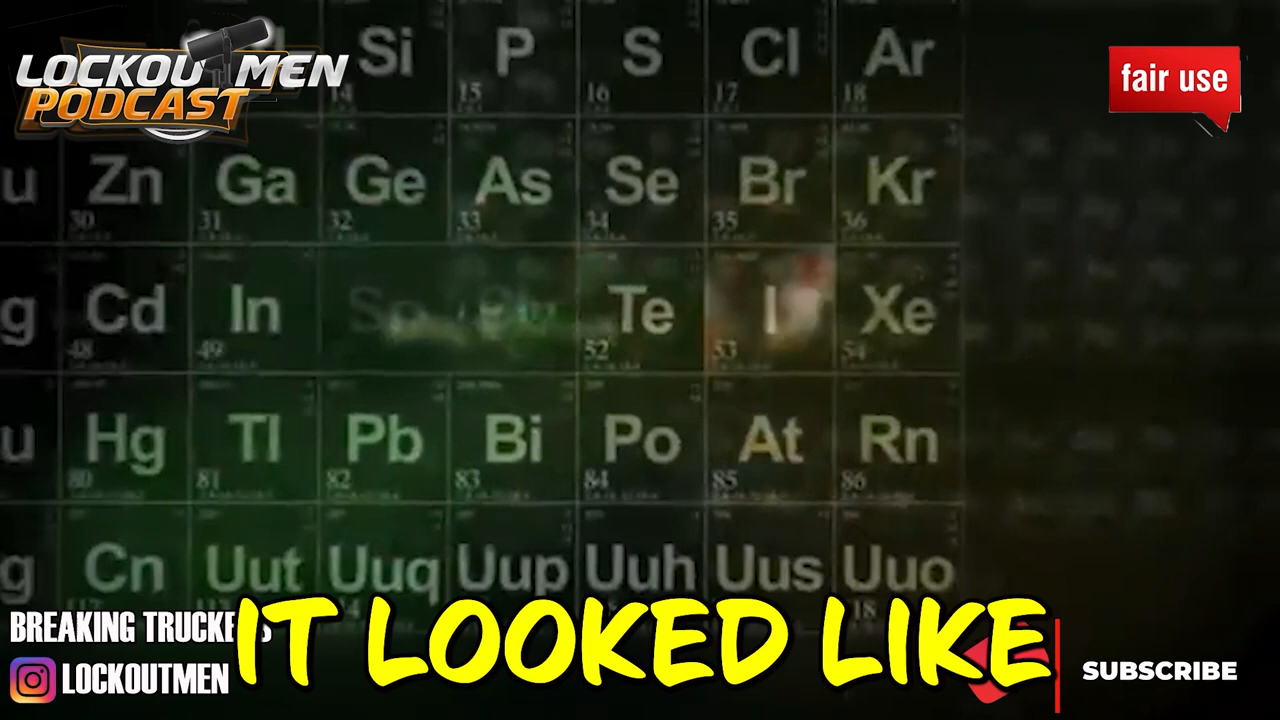 LOCKOUTMEN
PODCAST
fair use
Si P S Cl Ar
14 15 16 17 18
u Zn Ga Ge As Se Br Kr
30 31 32 33 34 35 36
g Cd In Te I Xe
48 49 52 53 54
u Hg Tl Pb Bi Po At Rn
80 81 82 83 84 85 86
g Cn Uut Uuq Uup Uuh Uus Uuo
BREAKING TRUCKERS
IT LOOKED LIKE
LOCKOUTMEN
SUBSCRIBE